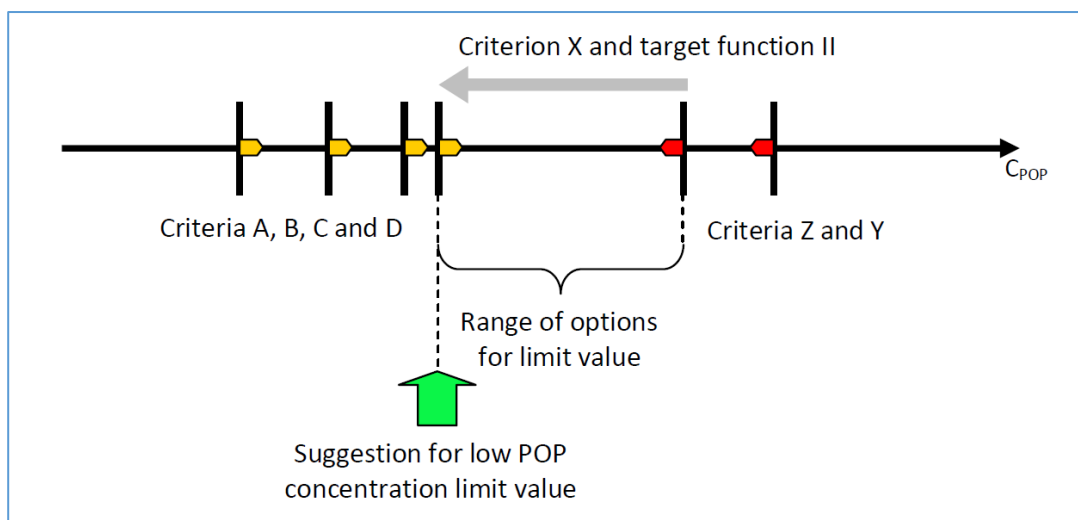 Criterion X and target function II
C_POP
Criteria A, B, C and D
Criteria Z and Y
Range of options
for limit value
Suggestion for low POP
concentration limit value